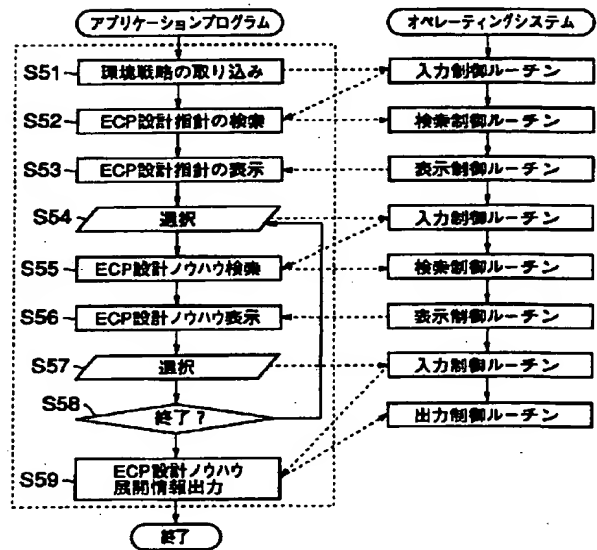 アプリケーションプログラム
オペレーティングシステム
S51
環境戦略の取り込み
入力制御ルーチン
S52
ECP設計指針の検索
検索制御ルーチン
S53
ECP設計指針の表示
表示制御ルーチン
S54
選択
入力制御ルーチン
S55
ECP設計ノウハウ検索
検索制御ルーチン
S56
ECP設計ノウハウ表示
表示制御ルーチン
S57
選択
入力制御ルーチン
S58
終了?
出力制御ルーチン
S59
ECP設計ノウハウ
展開情報出力
終了